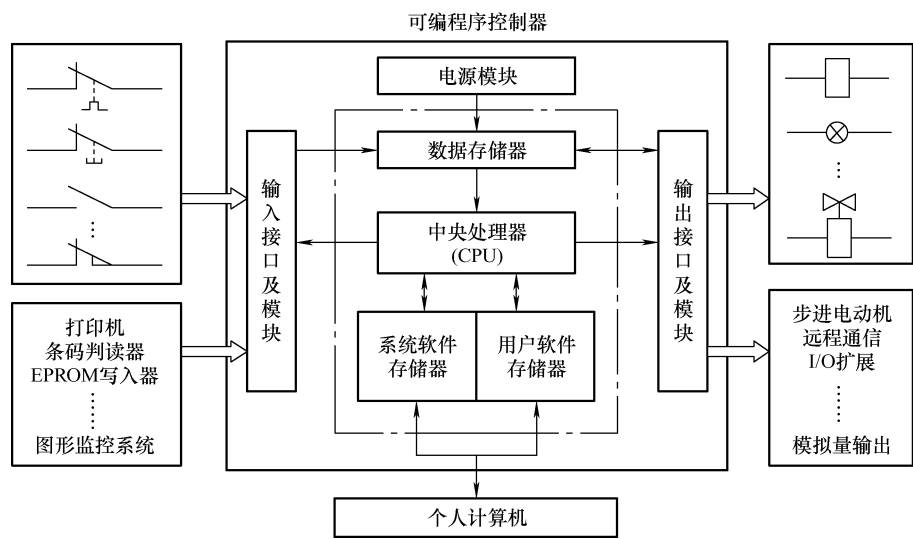 可编程序控制器
电源模块
数据存储器
中央处理器
(CPU)
系统软件
存储器
用户软件
存储器
输入接口及模块
输出接口及模块
打印机
条码判读器
EPROM写入器
图形监控系统
步进电动机
远程通信
I/O扩展
模拟量输出
个人计算机